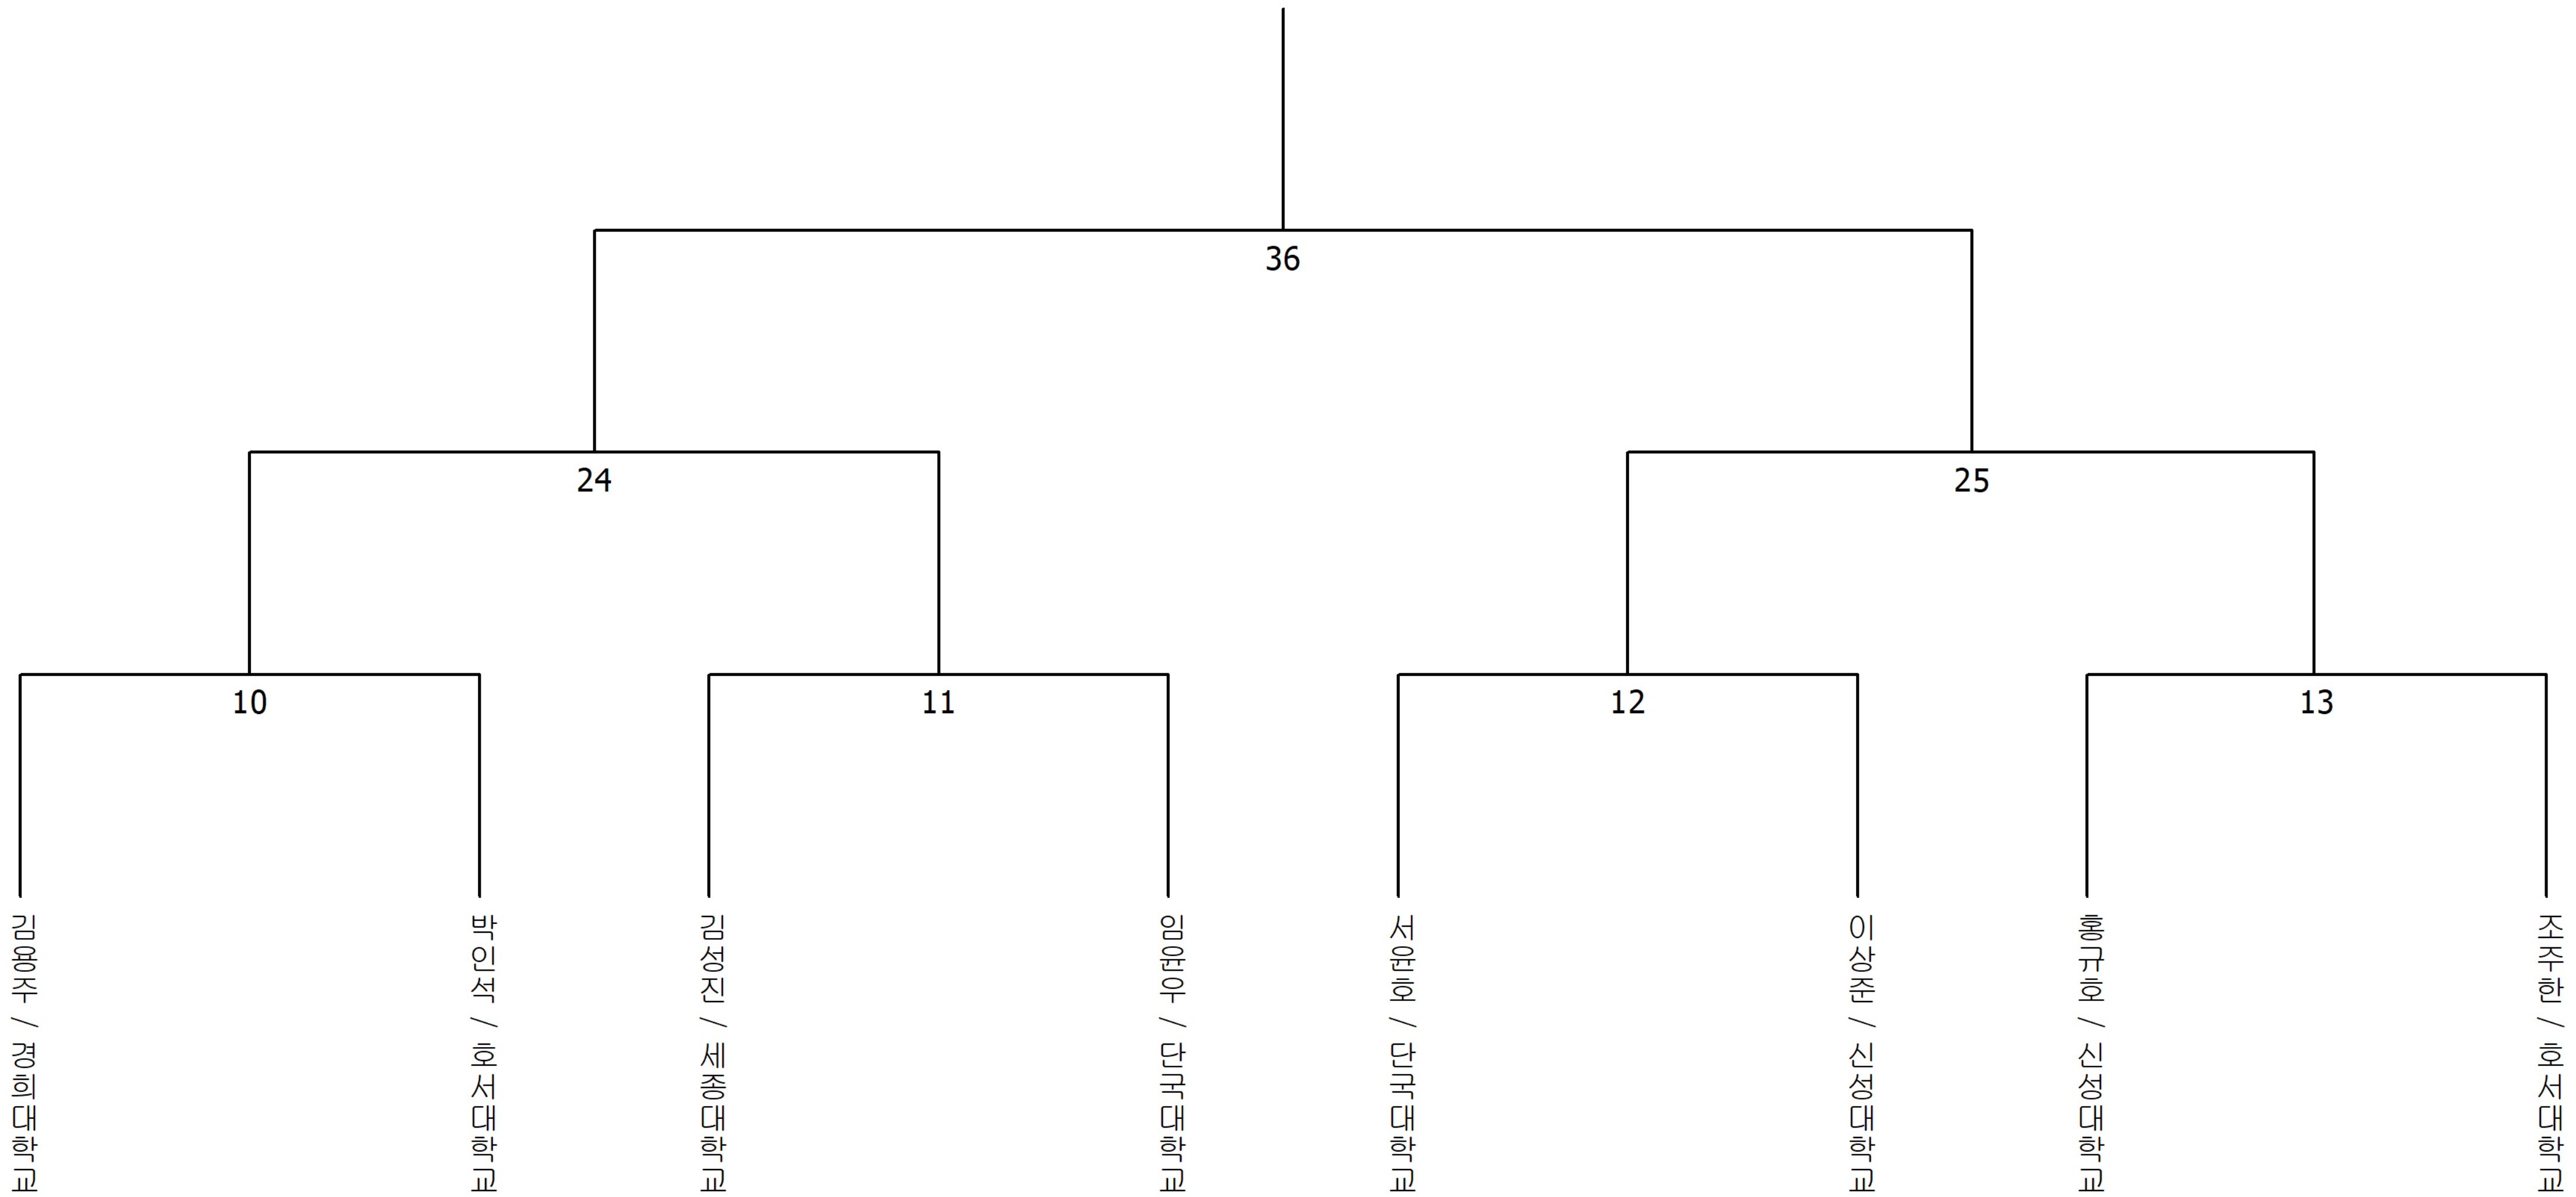 36
24
25
10
11
12
13
김용주 / 경희대학교
박인석 / 호서대학교
김성진 / 세종대학교
임윤우 / 단국대학교
서윤호 / 단국대학교
이상준 / 신성대학교
홍규호 / 신성대학교
조주한 / 호서대학교